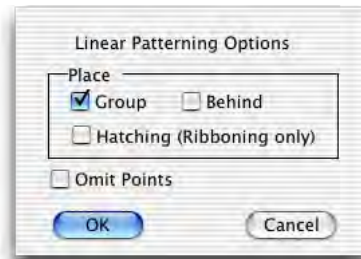 Linear Patterning Options
Place
Group Behind
Hatching (Ribboning only)
Omit Points
OK Cancel